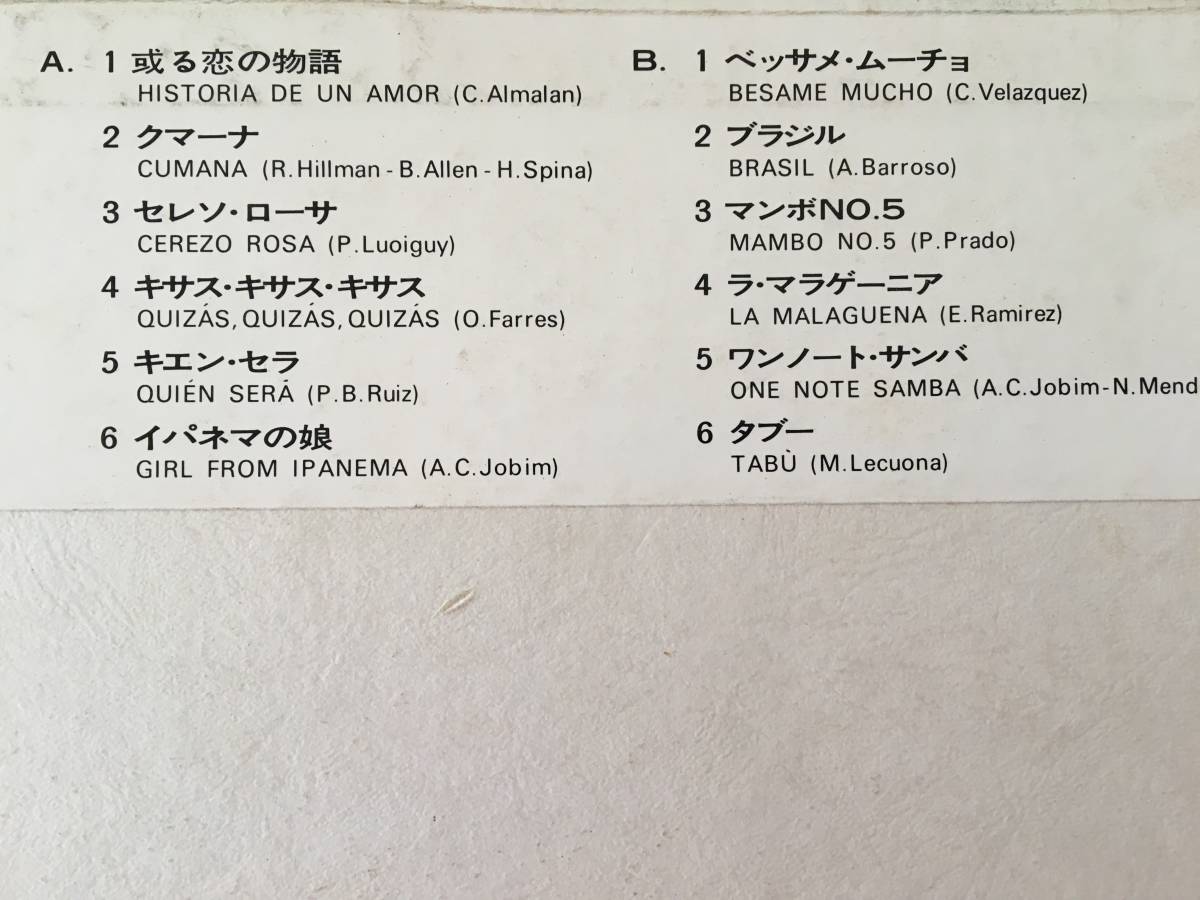 A. 1 或る恋の物語
HISTORIA DE UN AMOR (C.Almalan)
2 クマーナ
CUMANA (R.Hillman - B.Allen - H.Spina)
3 セレソ・ローサ
CEREZO ROSA (P.Luoiguy)
4 キサス・キサス・キサス
QUIZÁS, QUIZÁS, QUIZÁS (O.Farres)
5 キエン・セラ
QUIÉN SERÁ (P.B.Ruiz)
6 イパネマの娘
GIRL FROM IPANEMA (A.C.Jobim)
B. 1 ベッサメ・ムーチョ
BESAME MUCHO (C.Velazquez)
2 ブラジル
BRASIL (A.Barroso)
3 マンボNO.5
MAMBO NO.5 (P.Prado)
4 ラ・マラゲーニア
LA MALAGUENA (E.Ramirez)
5 ワンノート・サンバ
ONE NOTE SAMBA (A.C.Jobim-N.Mend
6 タブー
TABÙ (M.Lecuona)